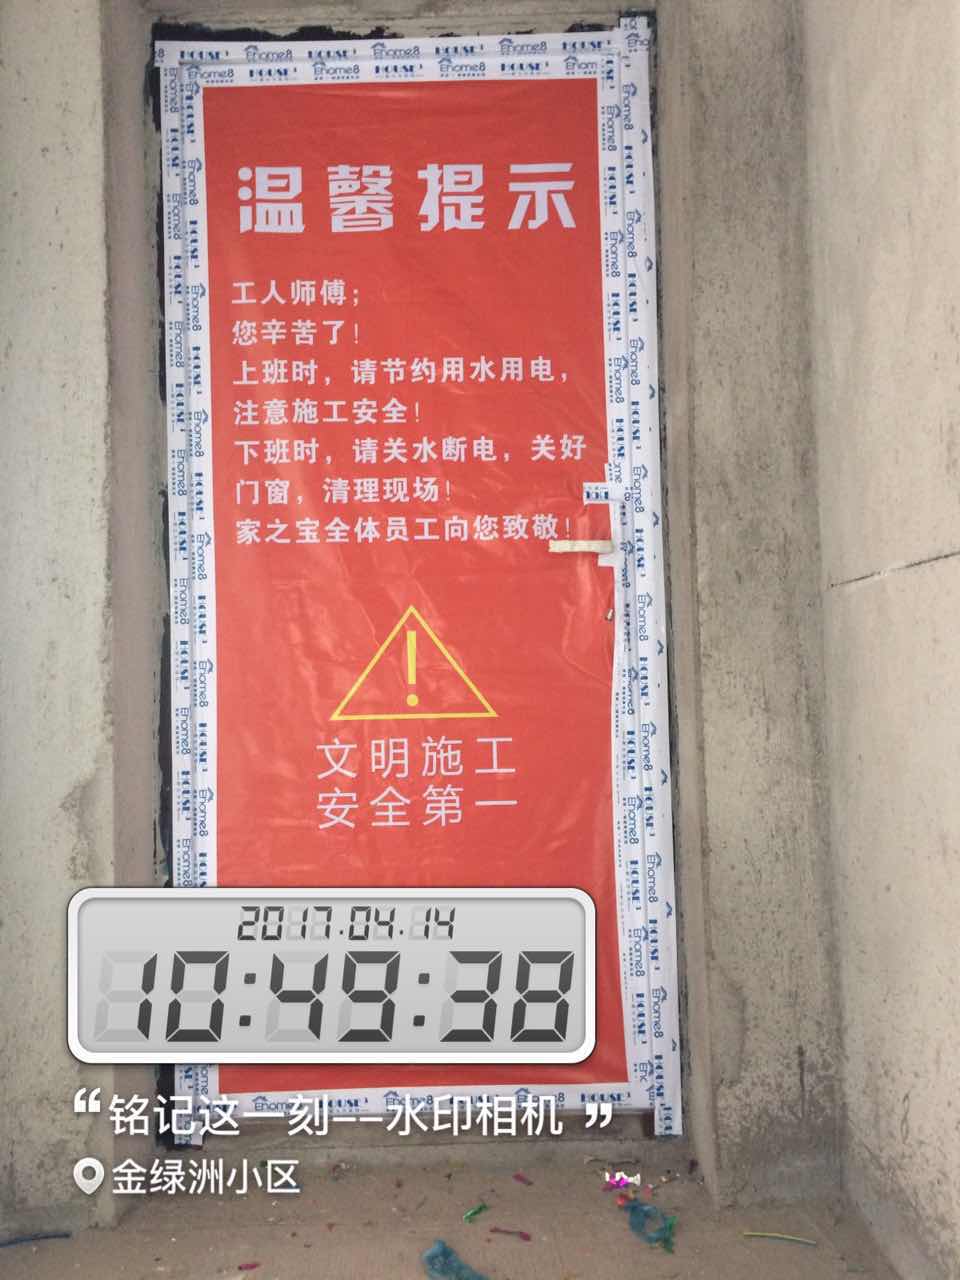 温馨提示
工人师傅；
您辛苦了！
上班时，请节约用水用电，
注意施工安全！
下班时，请关水断电，关好
门窗，清理现场！
家之宝全体员工向您致敬！
文明施工
安全第一
2017.04.14
10:49:38
“铭记这一刻--水印相机”
金绿洲小区
Ehome8
HOUSE